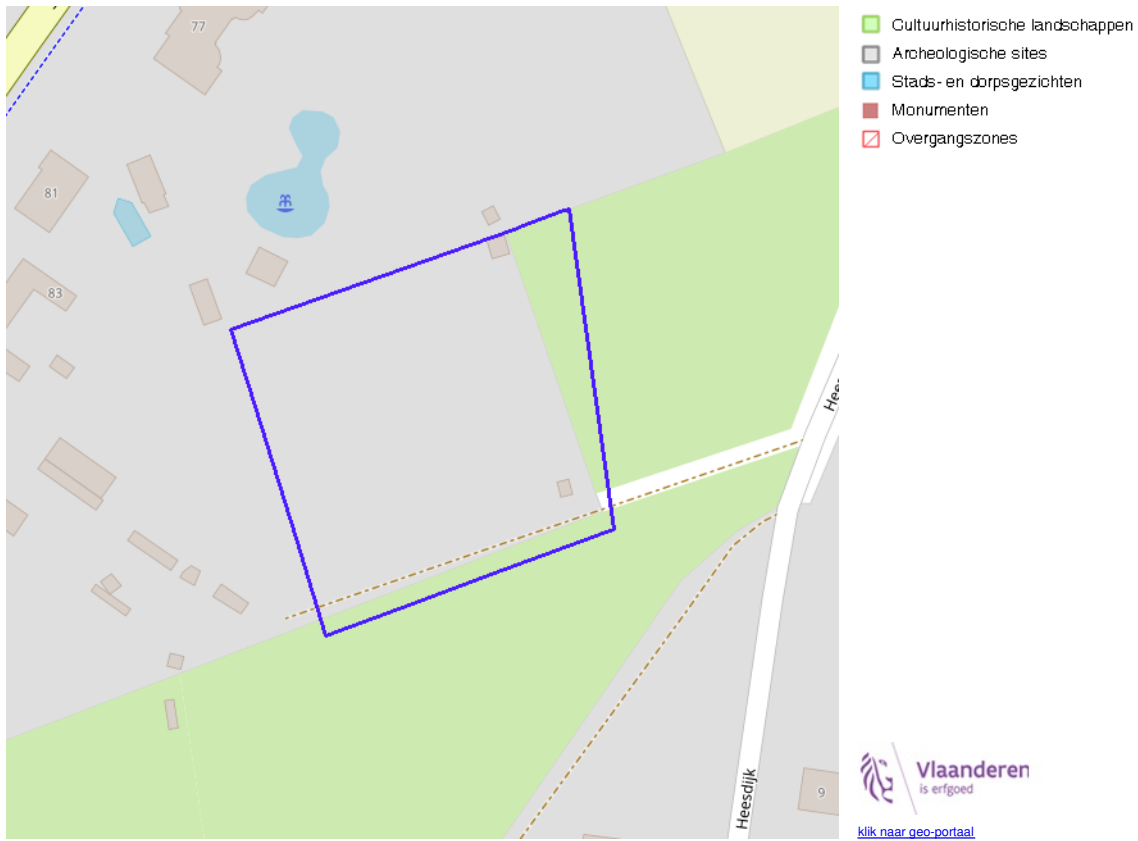 77
81
83
Heesdijk
9
Cultuurhistorische landschappen
Archeologische sites
Stads- en dorpsgezichten
Monumenten
Overgangszones
Vlaanderen
is erfgoed
klik naar geo-portaal